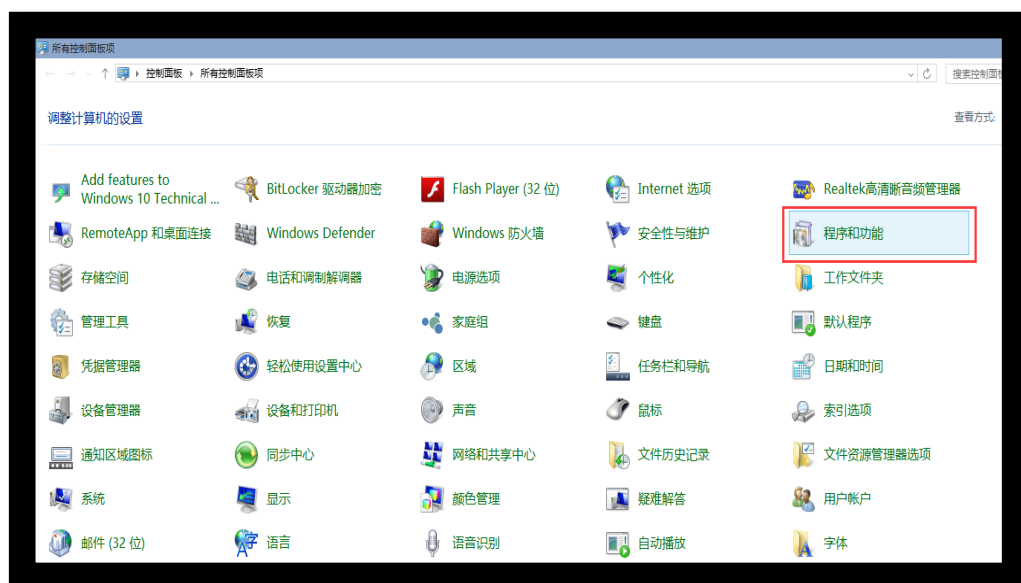 所有控制面板项
控制面板 所有控制面板项
搜索控制面
调整计算机的设置
查看方式:
Add features to
Windows 10 Technical ...
BitLocker 驱动器加密
Flash Player (32 位)
Internet 选项
Realtek高清晰音频管理器
RemoteApp 和桌面连接
Windows Defender
Windows 防火墙
安全性与维护
程序和功能
存储空间
电话和调制解调器
电源选项
个性化
工作文件夹
管理工具
恢复
家庭组
键盘
默认程序
凭据管理器
轻松使用设置中心
区域
任务栏和导航
日期和时间
设备管理器
设备和打印机
声音
鼠标
索引选项
通知区域图标
同步中心
网络和共享中心
文件历史记录
文件资源管理器选项
系统
显示
颜色管理
疑难解答
用户帐户
邮件 (32 位)
语言
语音识别
自动播放
字体